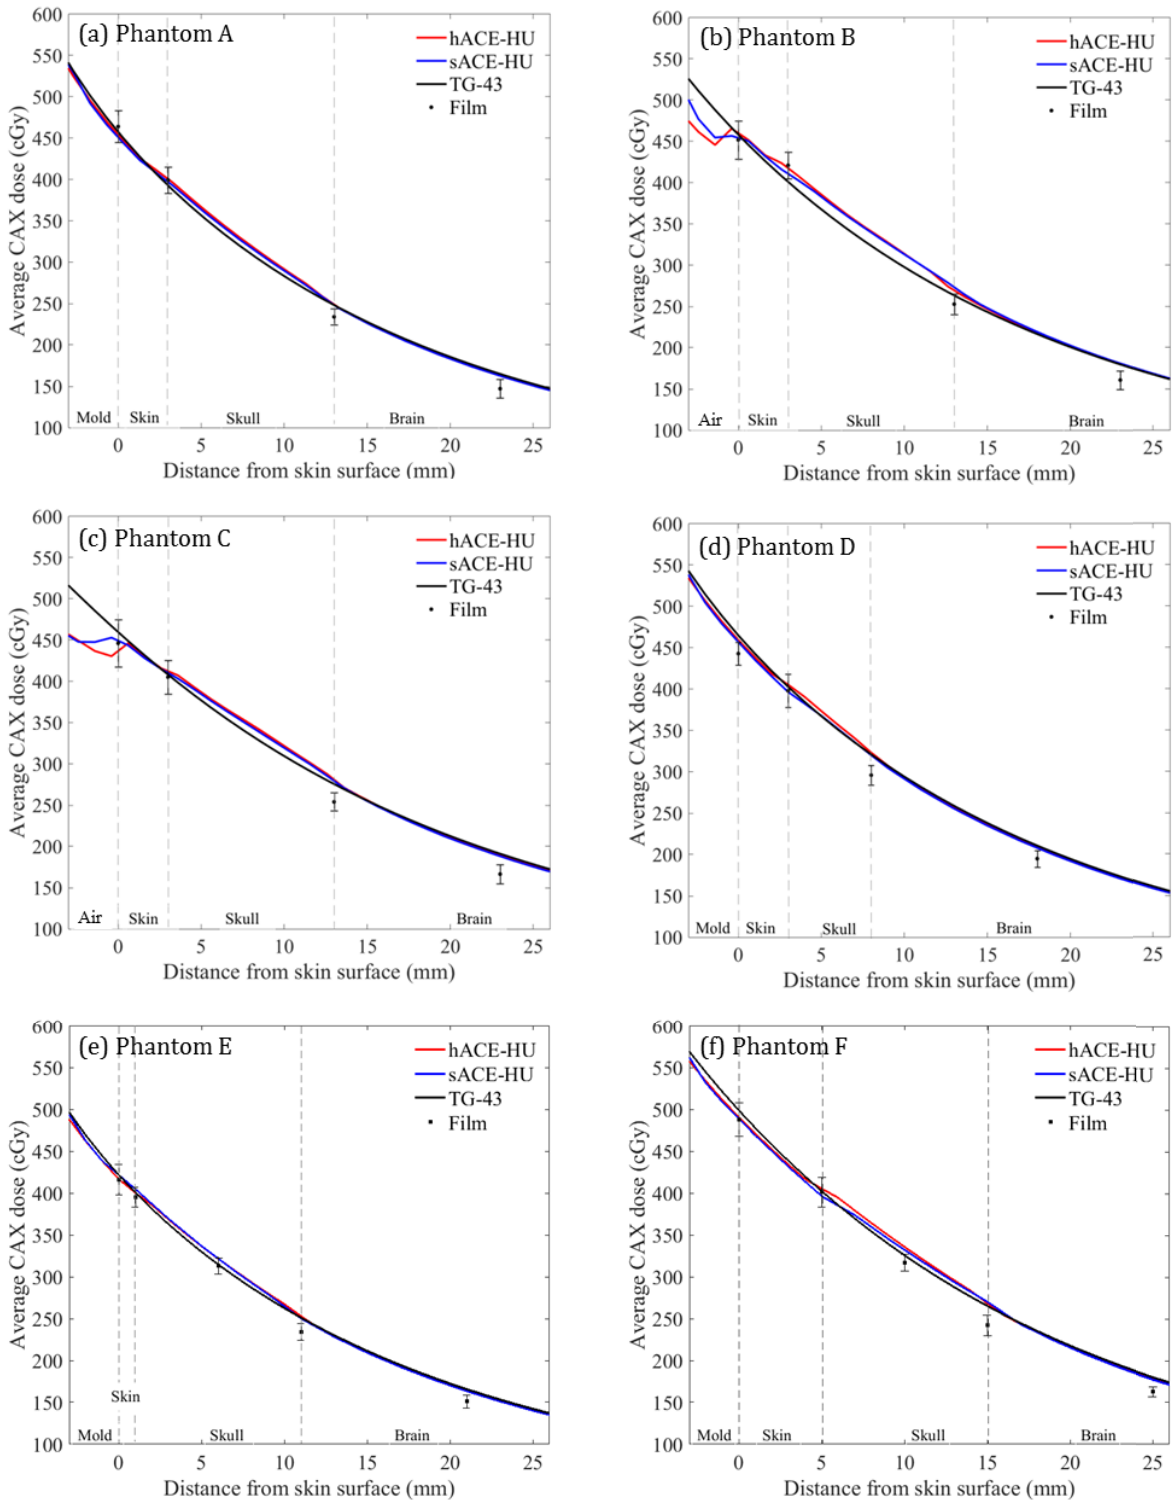 (a) Phantom A
hACE-HU
sACE-HU
TG-43
Film
Average CAX dose (cGy)
600
550
500
450
400
350
300
250
200
150
100
Mold Skin Skull Brain
0 5 10 15 20 25
Distance from skin surface (mm)
(b) Phantom B
hACE-HU
sACE-HU
TG-43
Film
Average CAX dose (cGy)
600
550
500
450
400
350
300
250
200
150
100
Air Skin Skull Brain
0 5 10 15 20 25
Distance from skin surface (mm)
(c) Phantom C
hACE-HU
sACE-HU
TG-43
Film
Average CAX dose (cGy)
600
550
500
450
400
350
300
250
200
150
100
Air Skin Skull Brain
0 5 10 15 20 25
Distance from skin surface (mm)
(d) Phantom D
hACE-HU
sACE-HU
TG-43
Film
Average CAX dose (cGy)
600
550
500
450
400
350
300
250
200
150
100
Mold Skin Skull Brain
0 5 10 15 20 25
Distance from skin surface (mm)
(e) Phantom E
hACE-HU
sACE-HU
TG-43
Film
Average CAX dose (cGy)
600
550
500
450
400
350
300
250
200
150
100
Skin
Mold Skull Brain
0 5 10 15 20 25
Distance from skin surface (mm)
(f) Phantom F
hACE-HU
sACE-HU
TG-43
Film
Average CAX dose (cGy)
600
550
500
450
400
350
300
250
200
150
100
Mold Skin Skull Brain
0 5 10 15 20 25
Distance from skin surface (mm)